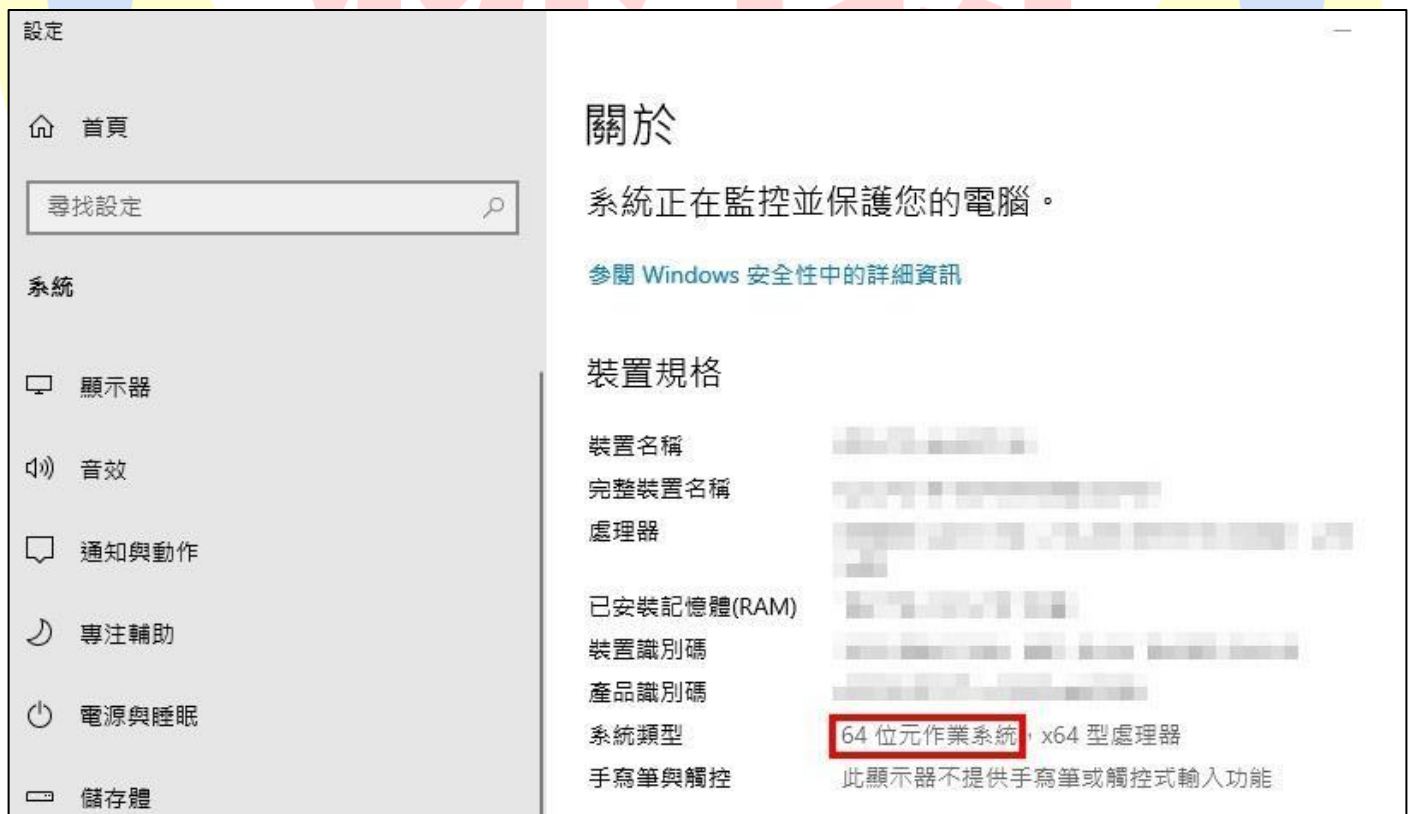 設定
首頁
尋找設定
系統
顯示器
音效
通知與動作
專注輔助
電源與睡眠
儲存體
關於
系統正在監控並保護您的電腦。
參閱 Windows 安全性中的詳細資訊
裝置規格
裝置名稱
完整裝置名稱
處理器
已安裝記憶體(RAM)
裝置識別碼
產品識別碼
系統類型 64 位元作業系統，x64 型處理器
手寫筆與觸控 此顯示器不提供手寫筆或觸控式輸入功能